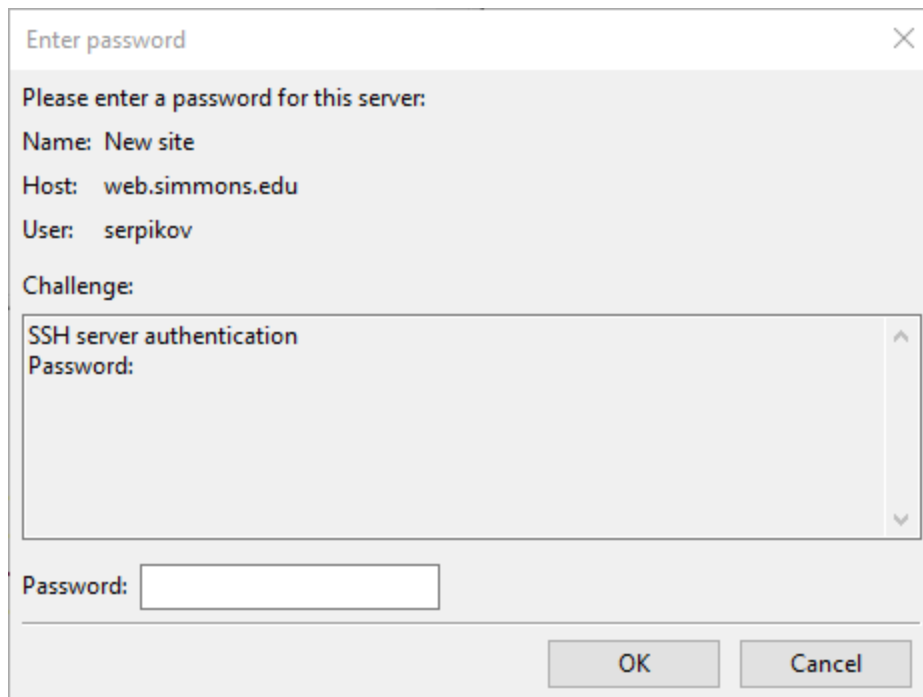 Enter password
Please enter a password for this server:
Name: New site
Host: web.simmons.edu
User: serpikov
Challenge:
SSH server authentication
Password:
Password:
OK Cancel